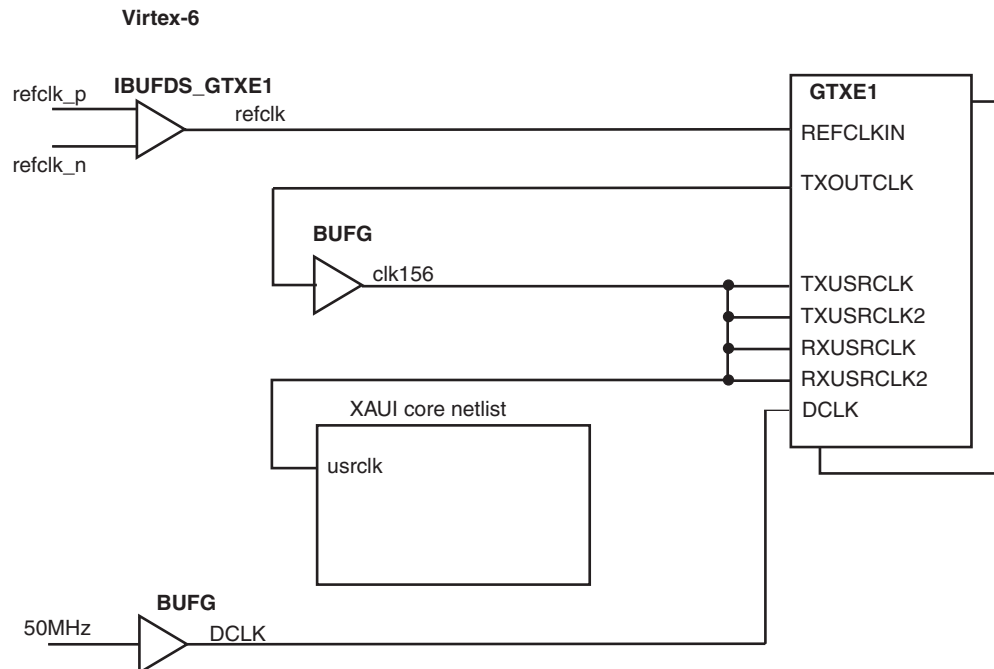 Virtex-6
IBUFDS_GTXE1
refclk_p
refclk
refclk_n
GTXE1
REFCLKIN
TXOUTCLK
BUFG
clk156
TXUSRCLK
TXUSRCLK2
RXUSRCLK
RXUSRCLK2
DCLK
XAUI core netlist
usrclk
BUFG
50MHz
DCLK